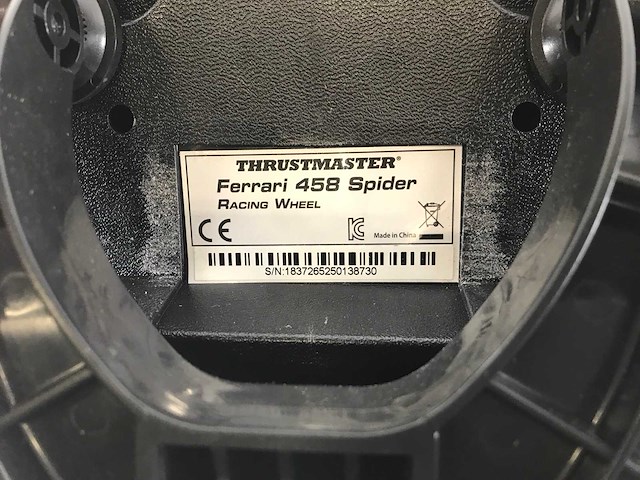 THRUSTMASTER®
Ferrari 458 Spider
RACING WHEEL
CE
Made in China
S/N:1837265250138730